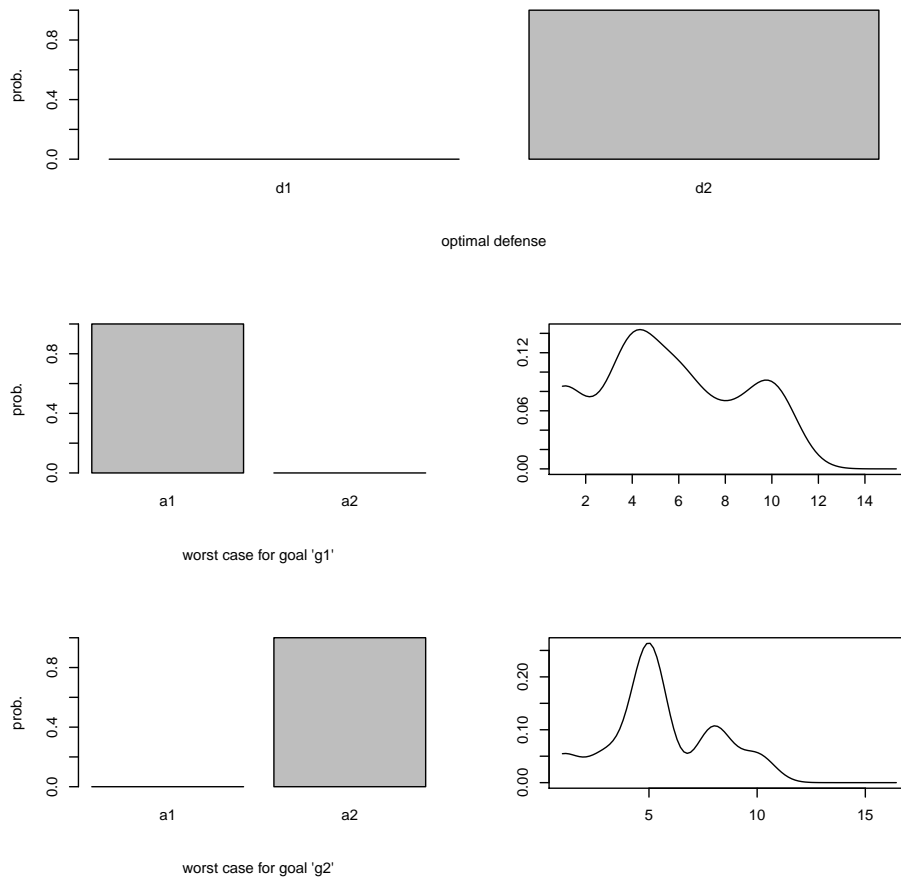 prob.
0.0 0.4 0.8
d1 d2
optimal defense
prob.
0.0 0.4 0.8
a1 a2
worst case for goal 'g1'
0.00 0.06 0.12
2 4 6 8 10 12 14
prob.
0.0 0.4 0.8
a1 a2
worst case for goal 'g2'
0.00 0.10 0.20
5 10 15